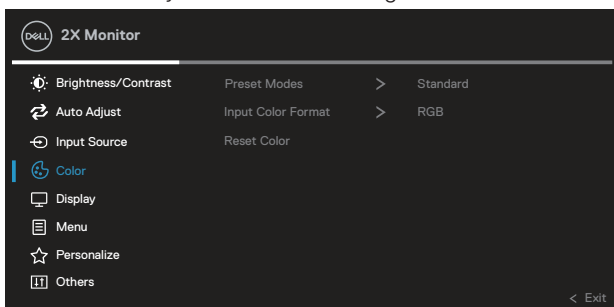 DELL 2X Monitor
Brightness/Contrast Preset Modes > Standard
Auto Adjust Input Color Format > RGB
Input Source Reset Color
Color
Display
Menu
Personalize
Others
< Exit